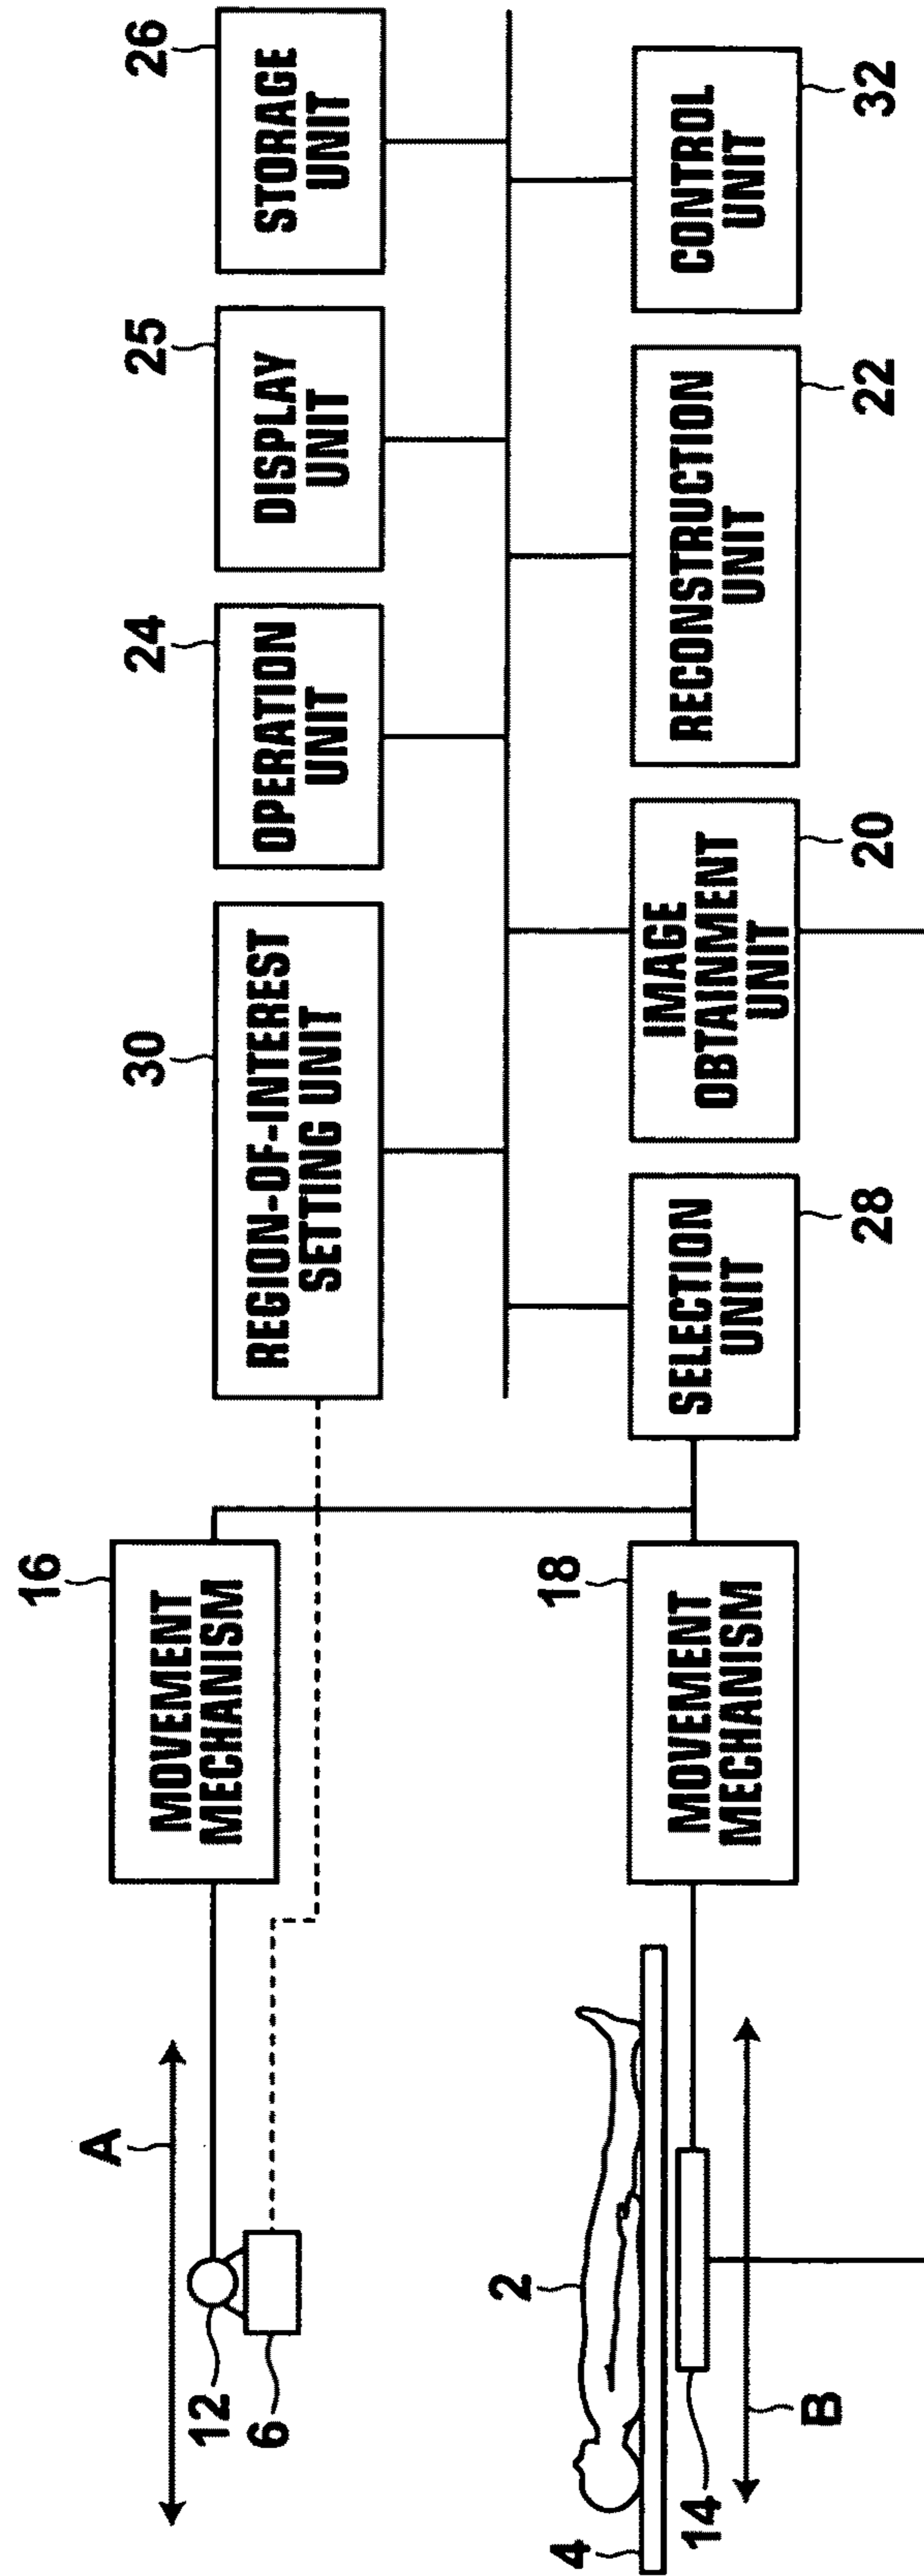 A
12
6
16
MOVEMENT
MECHANISM
30
REGION-OF-INTEREST
SETTING UNIT
24
OPERATION
UNIT
25
DISPLAY
UNIT
26
STORAGE
UNIT
2
4
14
B
18
MOVEMENT
MECHANISM
SELECTION
UNIT
28
IMAGE
OBTAINMENT
UNIT
20
RECONSTRUCTION
UNIT
22
CONTROL
UNIT
32